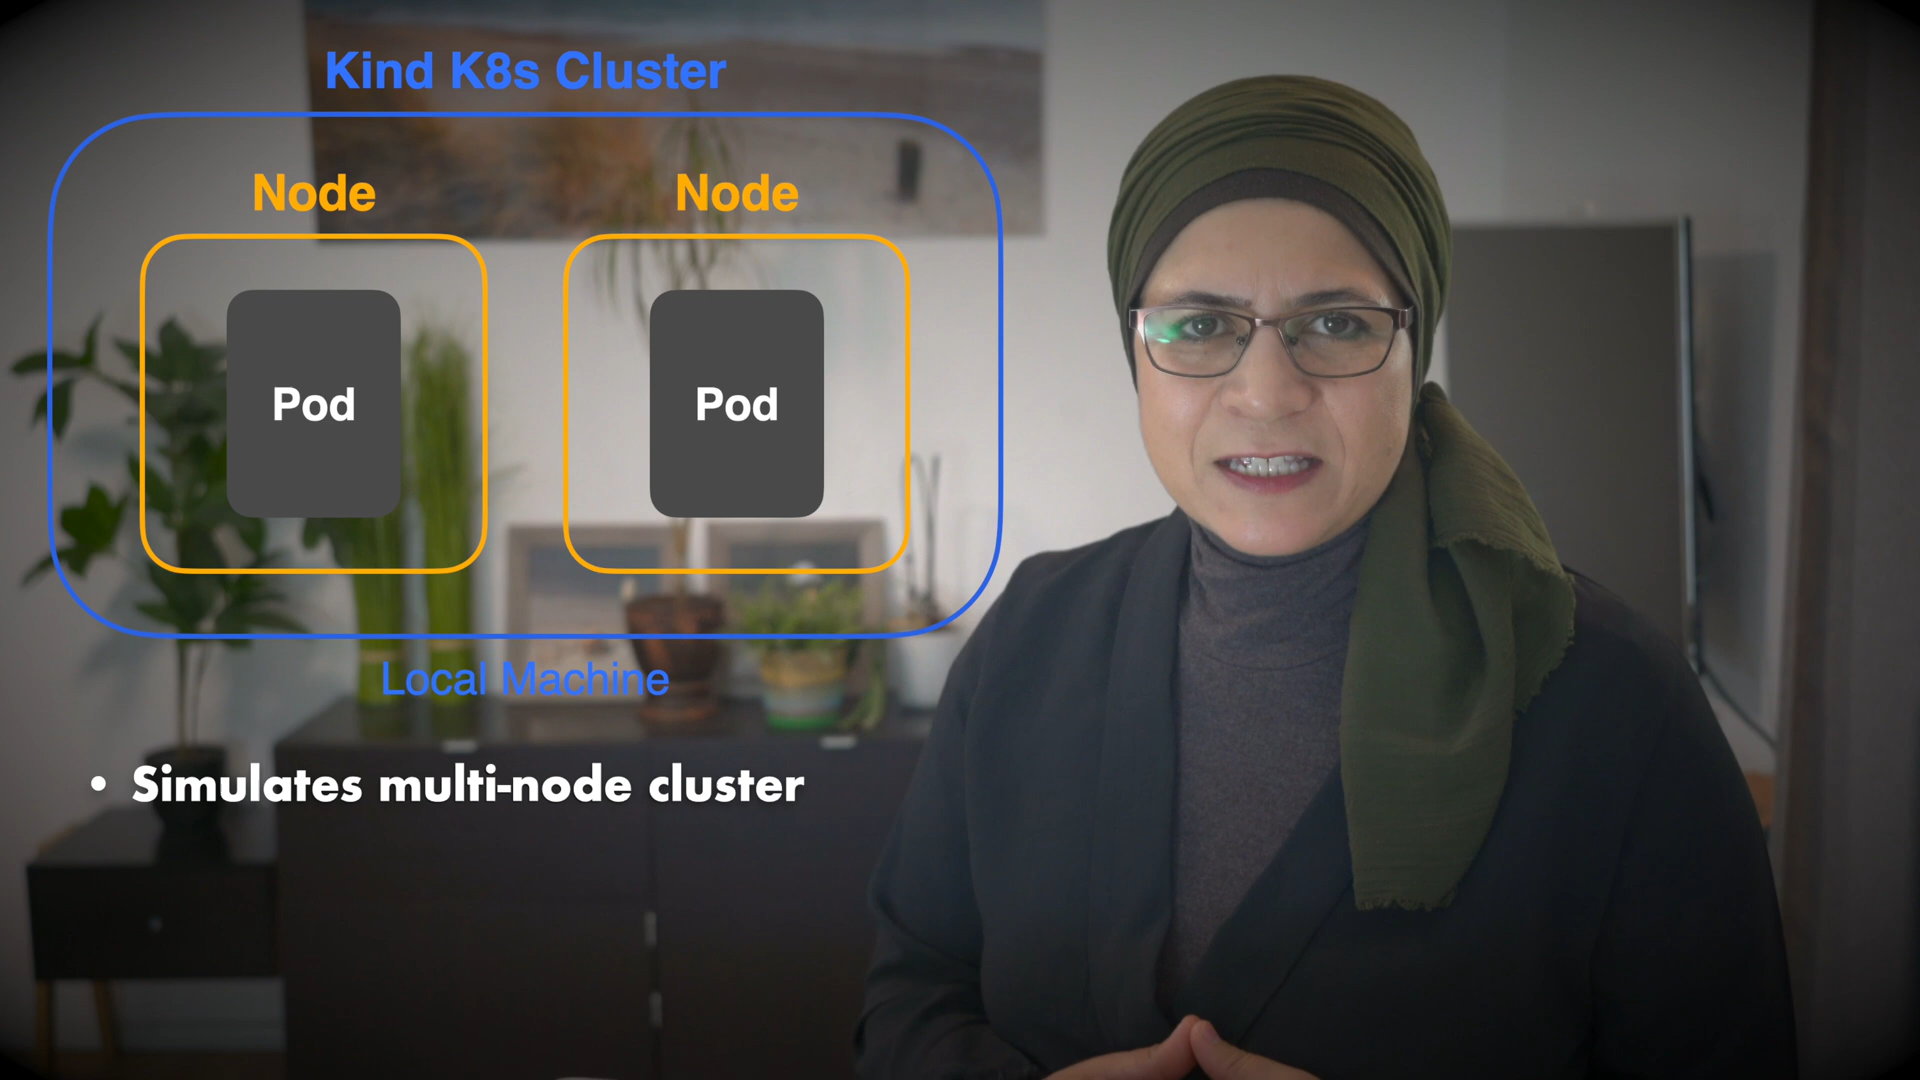 Kind K8s Cluster
Node Node
Pod Pod
Local Machine
• Simulates multi-node cluster